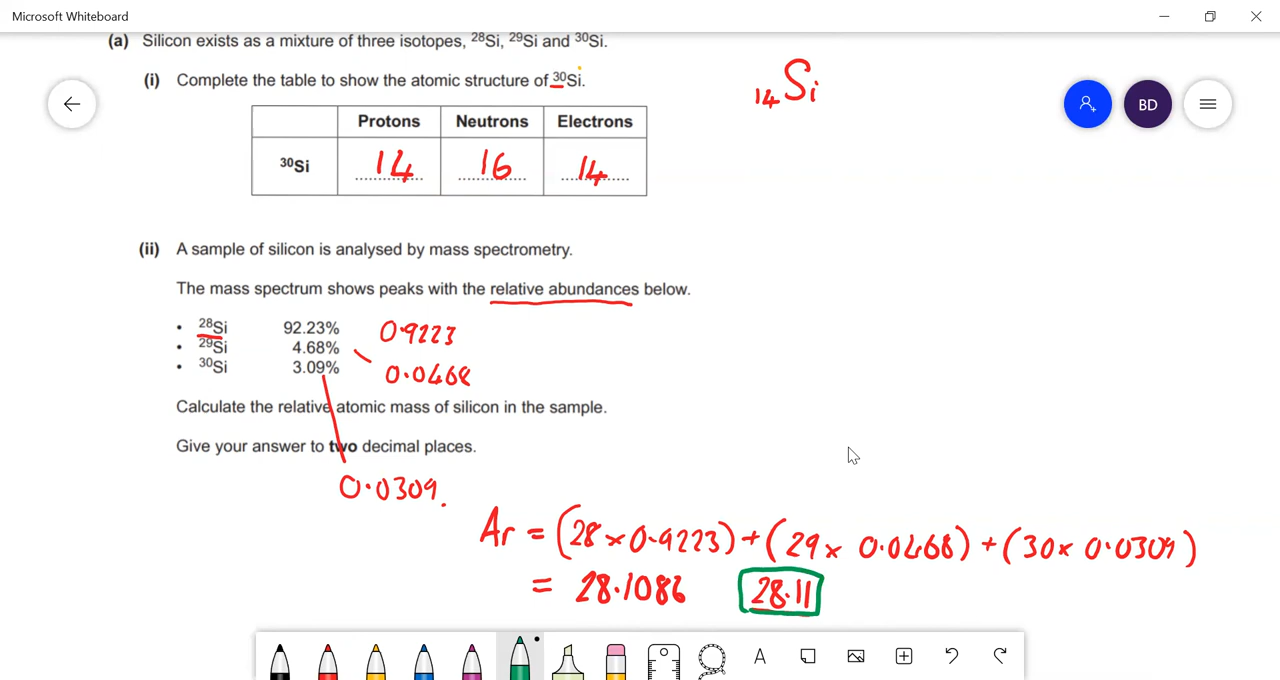 Microsoft Whiteboard
(a) Silicon exists as a mixture of three isotopes, ²⁸Si, ²⁹Si and ³⁰Si.
(i) Complete the table to show the atomic structure of ³⁰Si.
₁₄Si
BD
Protons Neutrons Electrons
³⁰Si 14 16 14
(ii) A sample of silicon is analysed by mass spectrometry.
The mass spectrum shows peaks with the relative abundances below.
• ²⁸Si 92.23% 0.9223
• ²⁹Si 4.68% 0.0468
• ³⁰Si 3.09%
Calculate the relative atomic mass of silicon in the sample.
Give your answer to two decimal places.
0.0309.
Ar = (28 × 0.9223) + (29 × 0.0468) + (30 × 0.0309)
= 28.1086 28.11
A